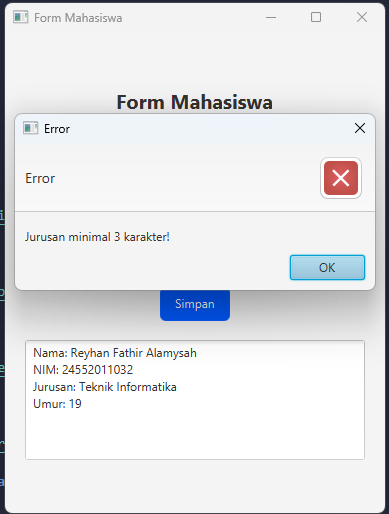 Form Mahasiswa
Form Mahasiswa
Error
Error
Jurusan minimal 3 karakter!
OK
Simpan
Nama: Reyhan Fathir Alamysah
NIM: 24552011032
Jurusan: Teknik Informatika
Umur: 19